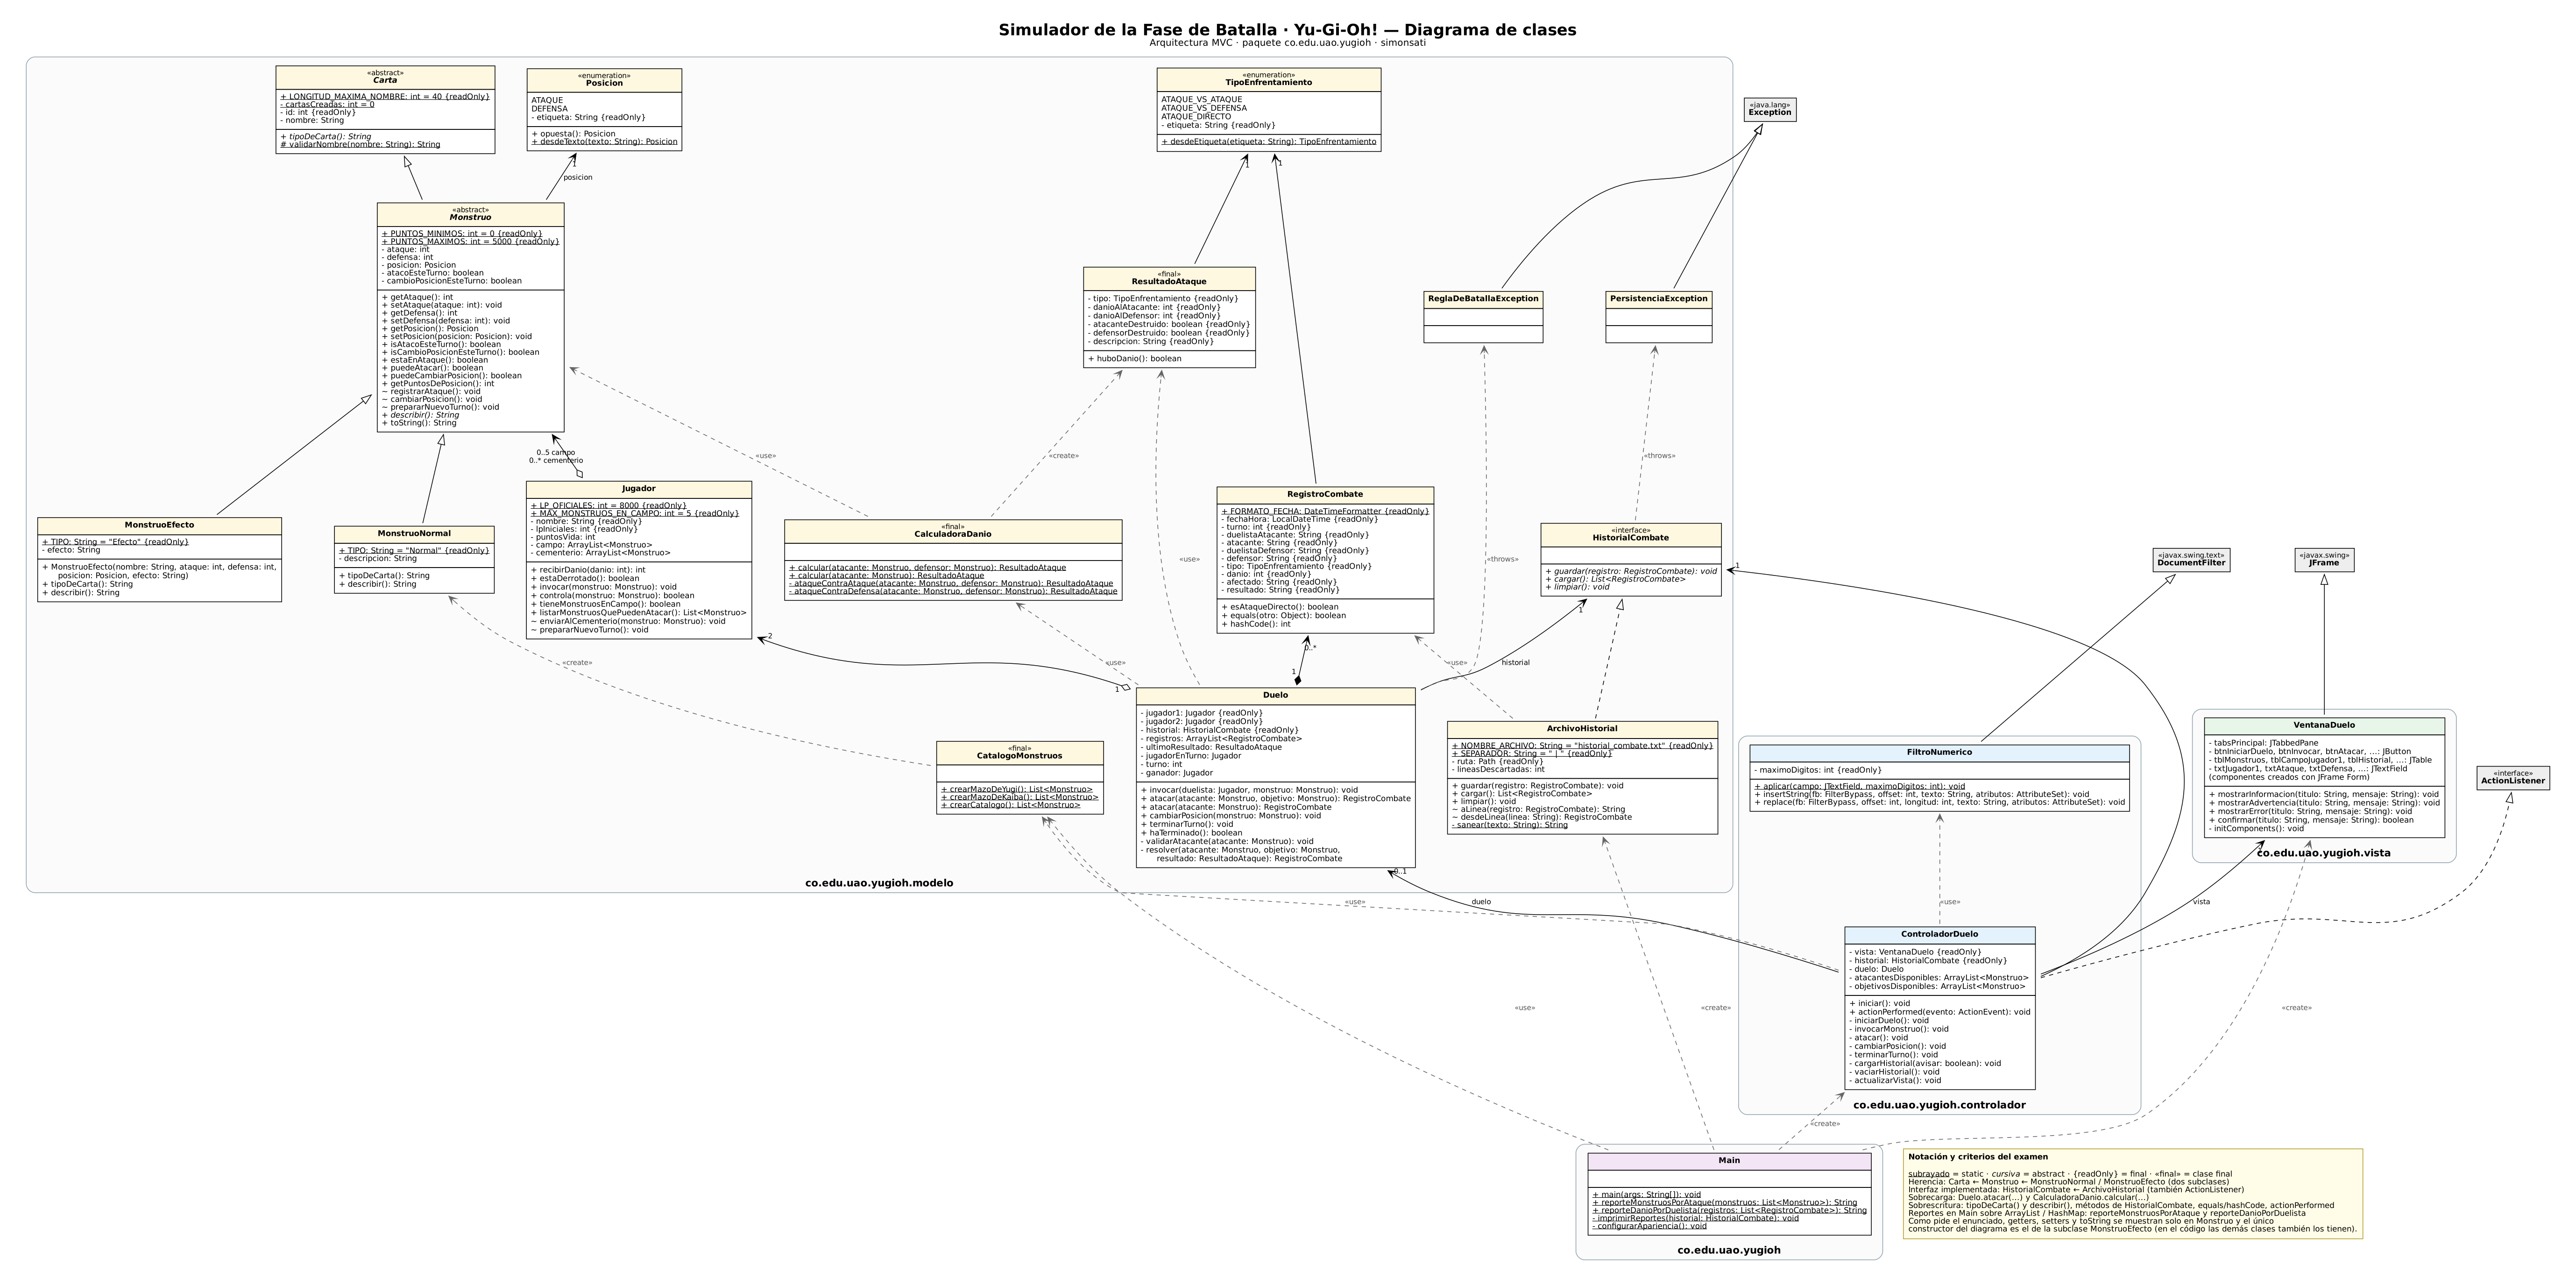 Simulador de la Fase de Batalla · Yu-Gi-Oh! — Diagrama de clases
Arquitectura MVC · paquete co.edu.uao.yugioh · simonsati
«abstract»
Carta
+ LONGITUD_MAXIMA_NOMBRE: int = 40 {readOnly}
- cartasCreadas: int = 0
- id: int {readOnly}
- nombre: String
+ tipoDeCarta(): String
# validarNombre(nombre: String): String
«enumeration»
Posicion
ATAQUE
DEFENSA
- etiqueta: String {readOnly}
+ opuesta(): Posicion
+ desdeTexto(texto: String): Posicion
«enumeration»
TipoEnfrentamiento
ATAQUE_VS_ATAQUE
ATAQUE_VS_DEFENSA
ATAQUE_DIRECTO
- etiqueta: String {readOnly}
+ desdeEtiqueta(etiqueta: String): TipoEnfrentamiento
«java.lang»
Exception
1
posicion
1
1
«abstract»
Monstruo
+ PUNTOS_MINIMOS: int = 0 {readOnly}
+ PUNTOS_MAXIMOS: int = 5000 {readOnly}
- ataque: int
- defensa: int
- posicion: Posicion
- atacoEsteTurno: boolean
- cambioPosicionEsteTurno: boolean
+ getAtaque(): int
+ setAtaque(ataque: int): void
+ getDefensa(): int
+ setDefensa(defensa: int): void
+ getPosicion(): Posicion
+ setPosicion(posicion: Posicion): void
+ isAtacoEsteTurno(): boolean
+ isCambioPosicionEsteTurno(): boolean
+ estaEnAtaque(): boolean
+ puedeAtacar(): boolean
+ puedeCambiarPosicion(): boolean
+ getPuntosDePosicion(): int
~ registrarAtaque(): void
~ cambiarPosicion(): void
~ prepararNuevoTurno(): void
+ describir(): String
+ toString(): String
«final»
ResultadoAtaque
- tipo: TipoEnfrentamiento {readOnly}
- danioAlAtacante: int {readOnly}
- danioAlDefensor: int {readOnly}
- atacanteDestruido: boolean {readOnly}
- defensorDestruido: boolean {readOnly}
- descripcion: String {readOnly}
+ huboDanio(): boolean
ReglaDeBatallaException
PersistenciaException
0..5 campo
0..* cementerio
«use»
«create»
«throws»
MonstruoEfecto
+ TIPO: String = "Efecto" {readOnly}
- efecto: String
+ MonstruoEfecto(nombre: String, ataque: int, defensa: int,
posicion: Posicion, efecto: String)
+ tipoDeCarta(): String
+ describir(): String
MonstruoNormal
+ TIPO: String = "Normal" {readOnly}
- descripcion: String
+ tipoDeCarta(): String
+ describir(): String
Jugador
+ LP_OFICIALES: int = 8000 {readOnly}
+ MAX_MONSTRUOS_EN_CAMPO: int = 5 {readOnly}
- nombre: String {readOnly}
- lpIniciales: int {readOnly}
- puntosVida: int
- campo: ArrayList<Monstruo>
- cementerio: ArrayList<Monstruo>
+ recibirDanio(danio: int): int
+ estaDerrotado(): boolean
+ invocar(monstruo: Monstruo): void
+ controla(monstruo: Monstruo): boolean
+ tieneMonstruosEnCampo(): boolean
+ listarMonstruosQuePuedenAtacar(): List<Monstruo>
~ enviarAlCementerio(monstruo: Monstruo): void
~ prepararNuevoTurno(): void
«final»
CalculadoraDanio
+ calcular(atacante: Monstruo, defensor: Monstruo): ResultadoAtaque
+ calcular(atacante: Monstruo): ResultadoAtaque
- ataqueContraAtaque(atacante: Monstruo, defensor: Monstruo): ResultadoAtaque
- ataqueContraDefensa(atacante: Monstruo, defensor: Monstruo): ResultadoAtaque
«use»
RegistroCombate
+ FORMATO_FECHA: DateTimeFormatter {readOnly}
- fechaHora: LocalDateTime {readOnly}
- turno: int {readOnly}
- duelistaAtacante: String {readOnly}
- atacante: String {readOnly}
- duelistaDefensor: String {readOnly}
- defensor: String {readOnly}
- tipo: TipoEnfrentamiento {readOnly}
- danio: int {readOnly}
- afectado: String {readOnly}
- resultado: String {readOnly}
+ esAtaqueDirecto(): boolean
+ equals(otro: Object): boolean
+ hashCode(): int
«throws»
«interface»
HistorialCombate
+ guardar(registro: RegistroCombate): void
+ cargar(): List<RegistroCombate>
+ limpiar(): void
1
«javax.swing.text»
DocumentFilter
«javax.swing»
JFrame
2
1
«create»
«use»
0..*
1
«use»
1
historial
Duelo
- jugador1: Jugador {readOnly}
- jugador2: Jugador {readOnly}
- historial: HistorialCombate {readOnly}
- registros: ArrayList<RegistroCombate>
- ultimoResultado: ResultadoAtaque
- jugadorEnTurno: Jugador
- turno: int
- ganador: Jugador
+ invocar(duelista: Jugador, monstruo: Monstruo): void
+ atacar(atacante: Monstruo, objetivo: Monstruo): RegistroCombate
+ atacar(atacante: Monstruo): RegistroCombate
+ cambiarPosicion(monstruo: Monstruo): void
+ terminarTurno(): void
+ haTerminado(): boolean
- validarAtacante(atacante: Monstruo): void
- resolver(atacante: Monstruo, objetivo: Monstruo,
resultado: ResultadoAtaque): RegistroCombate
«final»
CatalogoMonstruos
+ crearMazoDeYugi(): List<Monstruo>
+ crearMazoDeKaiba(): List<Monstruo>
+ crearCatalogo(): List<Monstruo>
ArchivoHistorial
+ NOMBRE_ARCHIVO: String = "historial_combate.txt" {readOnly}
+ SEPARADOR: String = " | " {readOnly}
- ruta: Path {readOnly}
- lineasDescartadas: int
+ guardar(registro: RegistroCombate): void
+ cargar(): List<RegistroCombate>
+ limpiar(): void
~ aLinea(registro: RegistroCombate): String
~ desdeLinea(linea: String): RegistroCombate
- sanear(texto: String): String
FiltroNumerico
- maximoDigitos: int {readOnly}
+ aplicar(campo: JTextField, maximoDigitos: int): void
+ insertString(fb: FilterBypass, offset: int, texto: String, atributos: AttributeSet): void
+ replace(fb: FilterBypass, offset: int, longitud: int, texto: String, atributos: AttributeSet): void
VentanaDuelo
- tabsPrincipal: JTabbedPane
- btnIniciarDuelo, btnInvocar, btnAtacar, …: JButton
- tblMonstruos, tblCampoJugador1, tblHistorial, …: JTable
- txtJugador1, txtAtaque, txtDefensa, …: JTextField
(componentes creados con JFrame Form)
+ mostrarInformacion(titulo: String, mensaje: String): void
+ mostrarAdvertencia(titulo: String, mensaje: String): void
+ mostrarError(titulo: String, mensaje: String): void
+ confirmar(titulo: String, mensaje: String): boolean
- initComponents(): void
co.edu.uao.yugioh.vista
«interface»
ActionListener
co.edu.uao.yugioh.modelo
0..1
duelo
«use»
«use»
vista
ControladorDuelo
- vista: VentanaDuelo {readOnly}
- historial: HistorialCombate {readOnly}
- duelo: Duelo
- atacantesDisponibles: ArrayList<Monstruo>
- objetivosDisponibles: ArrayList<Monstruo>
+ iniciar(): void
+ actionPerformed(evento: ActionEvent): void
- iniciarDuelo(): void
- invocarMonstruo(): void
- atacar(): void
- cambiarPosicion(): void
- terminarTurno(): void
- cargarHistorial(avisar: boolean): void
- vaciarHistorial(): void
- actualizarVista(): void
co.edu.uao.yugioh.controlador
«use»
«create»
«create»
«create»
Main
+ main(args: String[]): void
+ reporteMonstruosPorAtaque(monstruos: List<Monstruo>): String
+ reporteDanioPorDuelista(registros: List<RegistroCombate>): String
- imprimirReportes(historial: HistorialCombate): void
- configurarApariencia(): void
co.edu.uao.yugioh
Notación y criterios del examen
subrayado = static · cursiva = abstract · {readOnly} = final · «final» = clase final
Herencia: Carta ← Monstruo ← MonstruoNormal / MonstruoEfecto (dos subclases)
Interfaz implementada: HistorialCombate ← ArchivoHistorial (también ActionListener)
Sobrecarga: Duelo.atacar(…) y CalculadoraDanio.calcular(…)
Sobrescritura: tipoDeCarta() y describir(), métodos de HistorialCombate, equals/hashCode, actionPerformed
Reportes en Main sobre ArrayList / HashMap: reporteMonstruosPorAtaque y reporteDanioPorDuelista
Como pide el enunciado, getters, setters y toString se muestran solo en Monstruo y el único
constructor del diagrama es el de la subclase MonstruoEfecto (en el código las demás clases también los tienen).